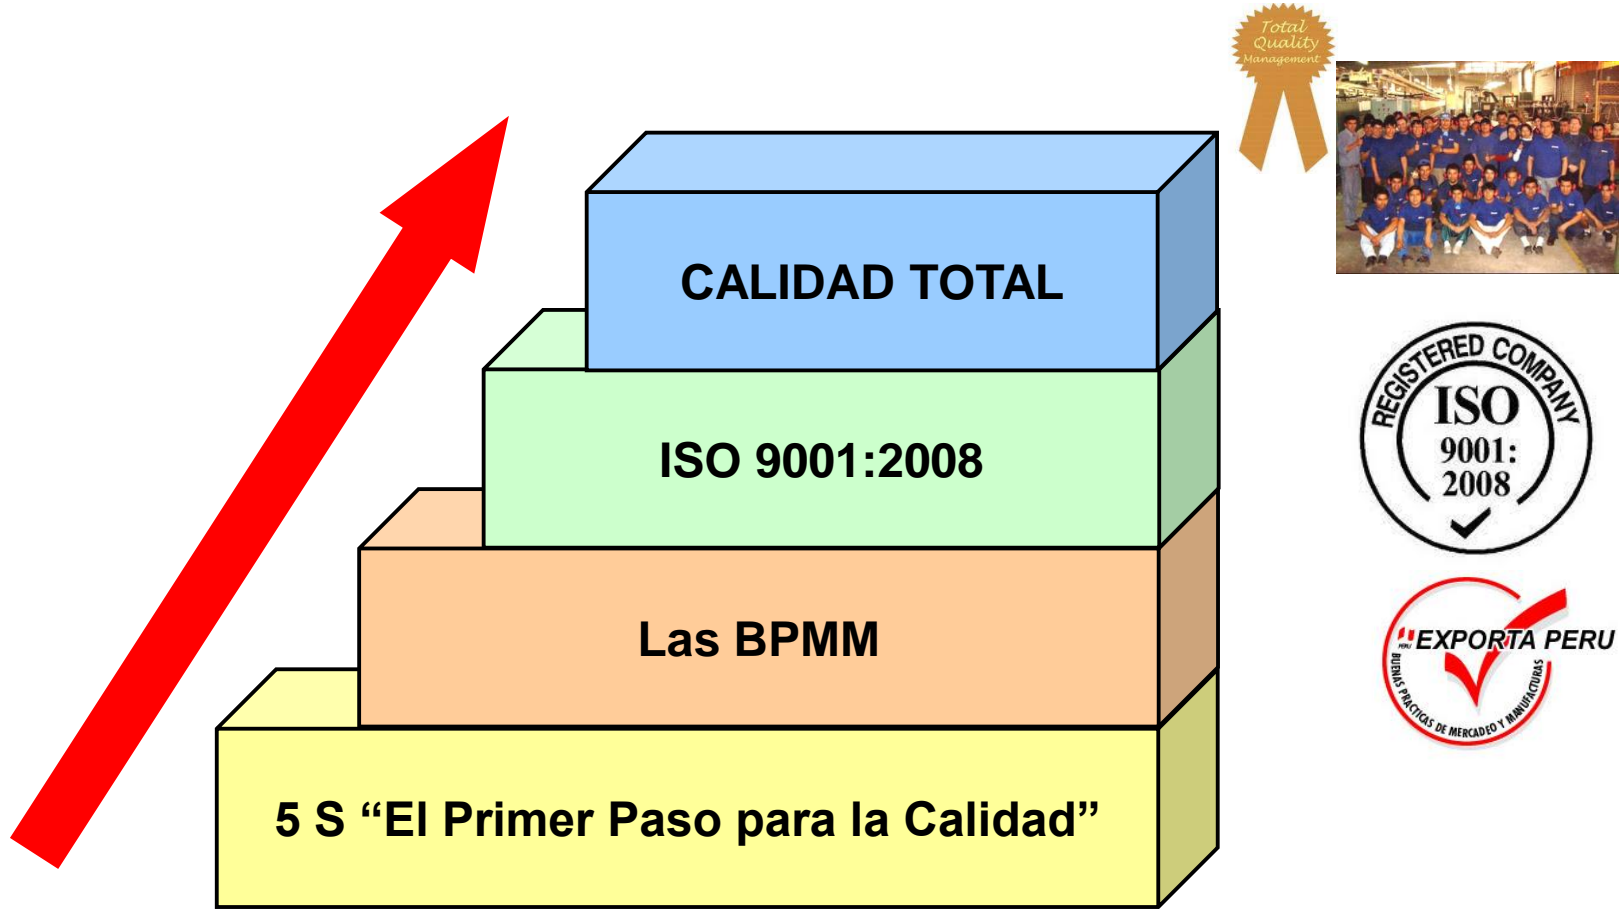 Total
Quality
Management
CALIDAD TOTAL
REGISTERED COMPANY
ISO
9001:
2008
ISO 9001:2008
PERU
EXPORTA PERU
BUENAS PRACTICAS DE MERCADEO Y MANUFACTURAS
Las BPMM
5 S “El Primer Paso para la Calidad”